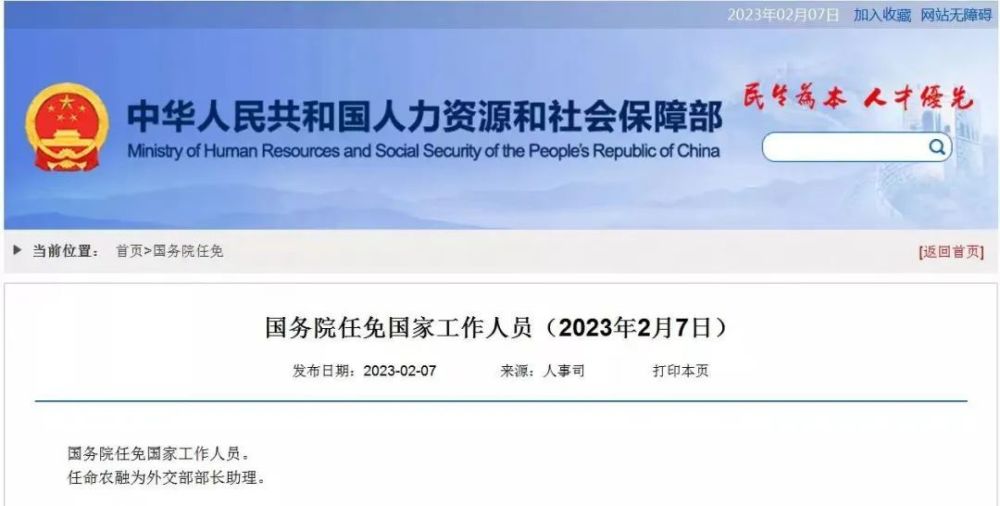 2023年02月07日 加入收藏 网站无障碍
民生為本 人才優先
中华人民共和国人力资源和社会保障部
Ministry of Human Resources and Social Security of the People's Republic of China
当前位置： 首页>国务院任免 [返回首页]
国务院任免国家工作人员（2023年2月7日）
发布日期：2023-02-07 来源：人事司 打印本页
国务院任免国家工作人员。
任命农融为外交部部长助理。